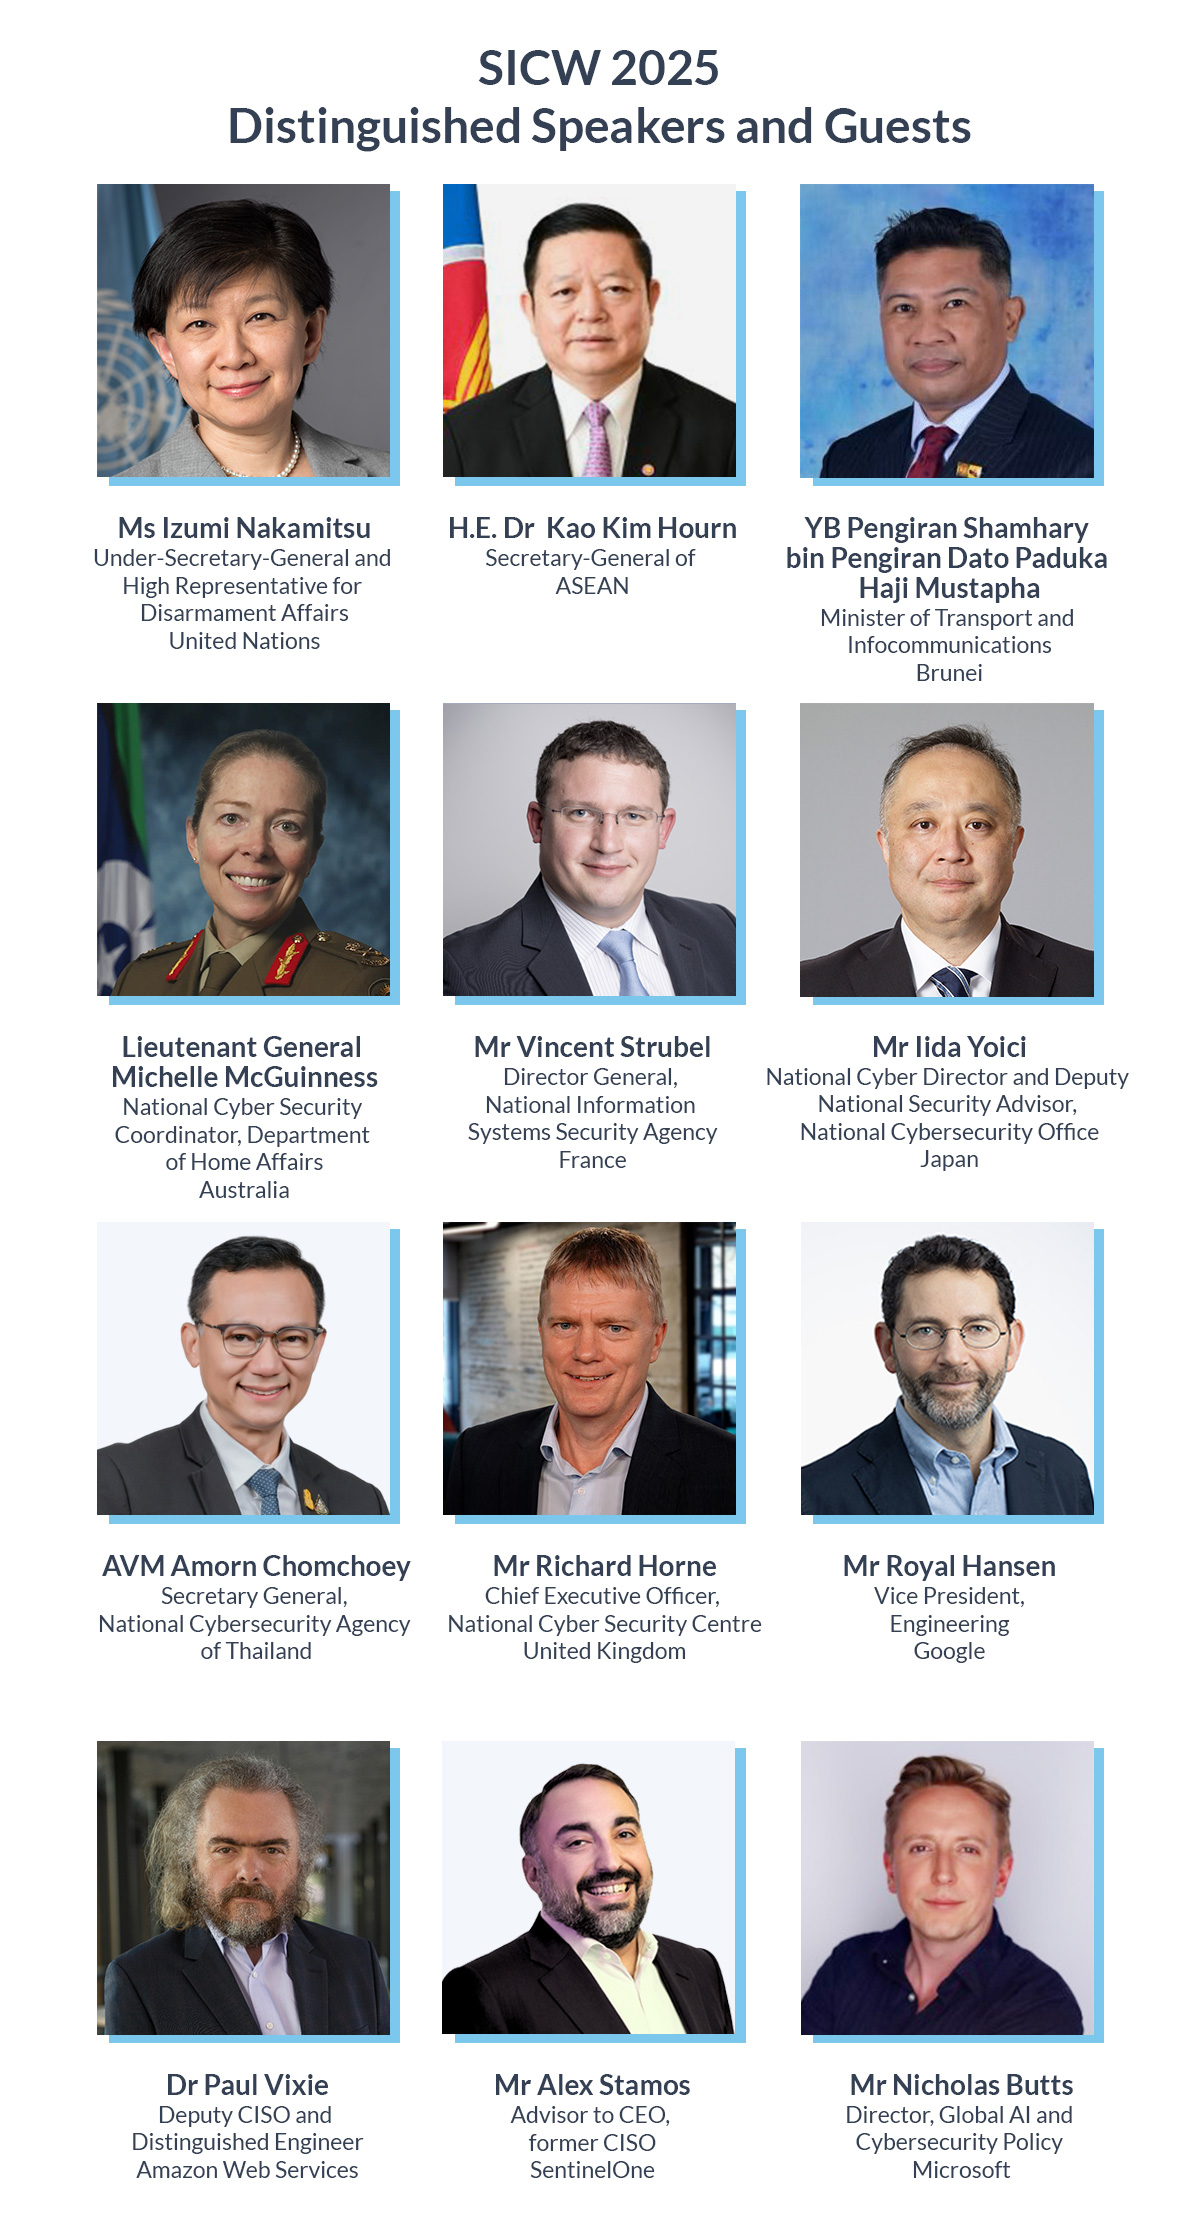 SICW 2025
Distinguished Speakers and Guests
Ms Izumi Nakamitsu
Under-Secretary-General and
High Representative for
Disarmament Affairs
United Nations
H.E. Dr  Kao Kim Hourn
Secretary-General of
ASEAN
YB Pengiran Shamhary
bin Pengiran Dato Paduka
Haji Mustapha
Minister of Transport and
Infocommunications
Brunei
Lieutenant General
Michelle McGuinness
National Cyber Security
Coordinator, Department
of Home Affairs
Australia
Mr Vincent Strubel
Director General,
National Information
Systems Security Agency
France
Mr Iida Yoici
National Cyber Director and Deputy
National Security Advisor,
National Cybersecurity Office
Japan
AVM Amorn Chomchoey
Secretary General,
National Cybersecurity Agency
of Thailand
Mr Richard Horne
Chief Executive Officer,
National Cyber Security Centre
United Kingdom
Mr Royal Hansen
Vice President,
Engineering
Google
Dr Paul Vixie
Deputy CISO and
Distinguished Engineer
Amazon Web Services
Mr Alex Stamos
Advisor to CEO,
former CISO
SentinelOne
Mr Nicholas Butts
Director, Global AI and
Cybersecurity Policy
Microsoft